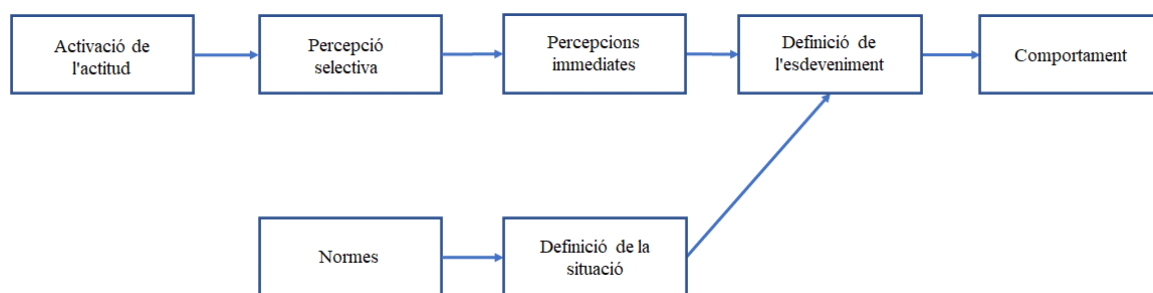 Activació de
l'actitud
Percepció
selectiva
Percepcions
immediates
Definició de
l'esdeveniment
Comportament
Normes
Definició de la
situació